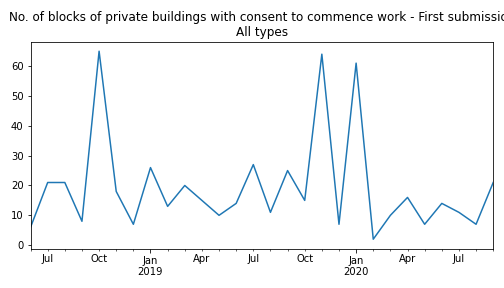 No. of blocks of private buildings with consent to commence work - First submissio
All types
60
50
40
30
20
10
0
Jul Oct Jan Apr Jul Oct Jan Apr Jul
2019 2020